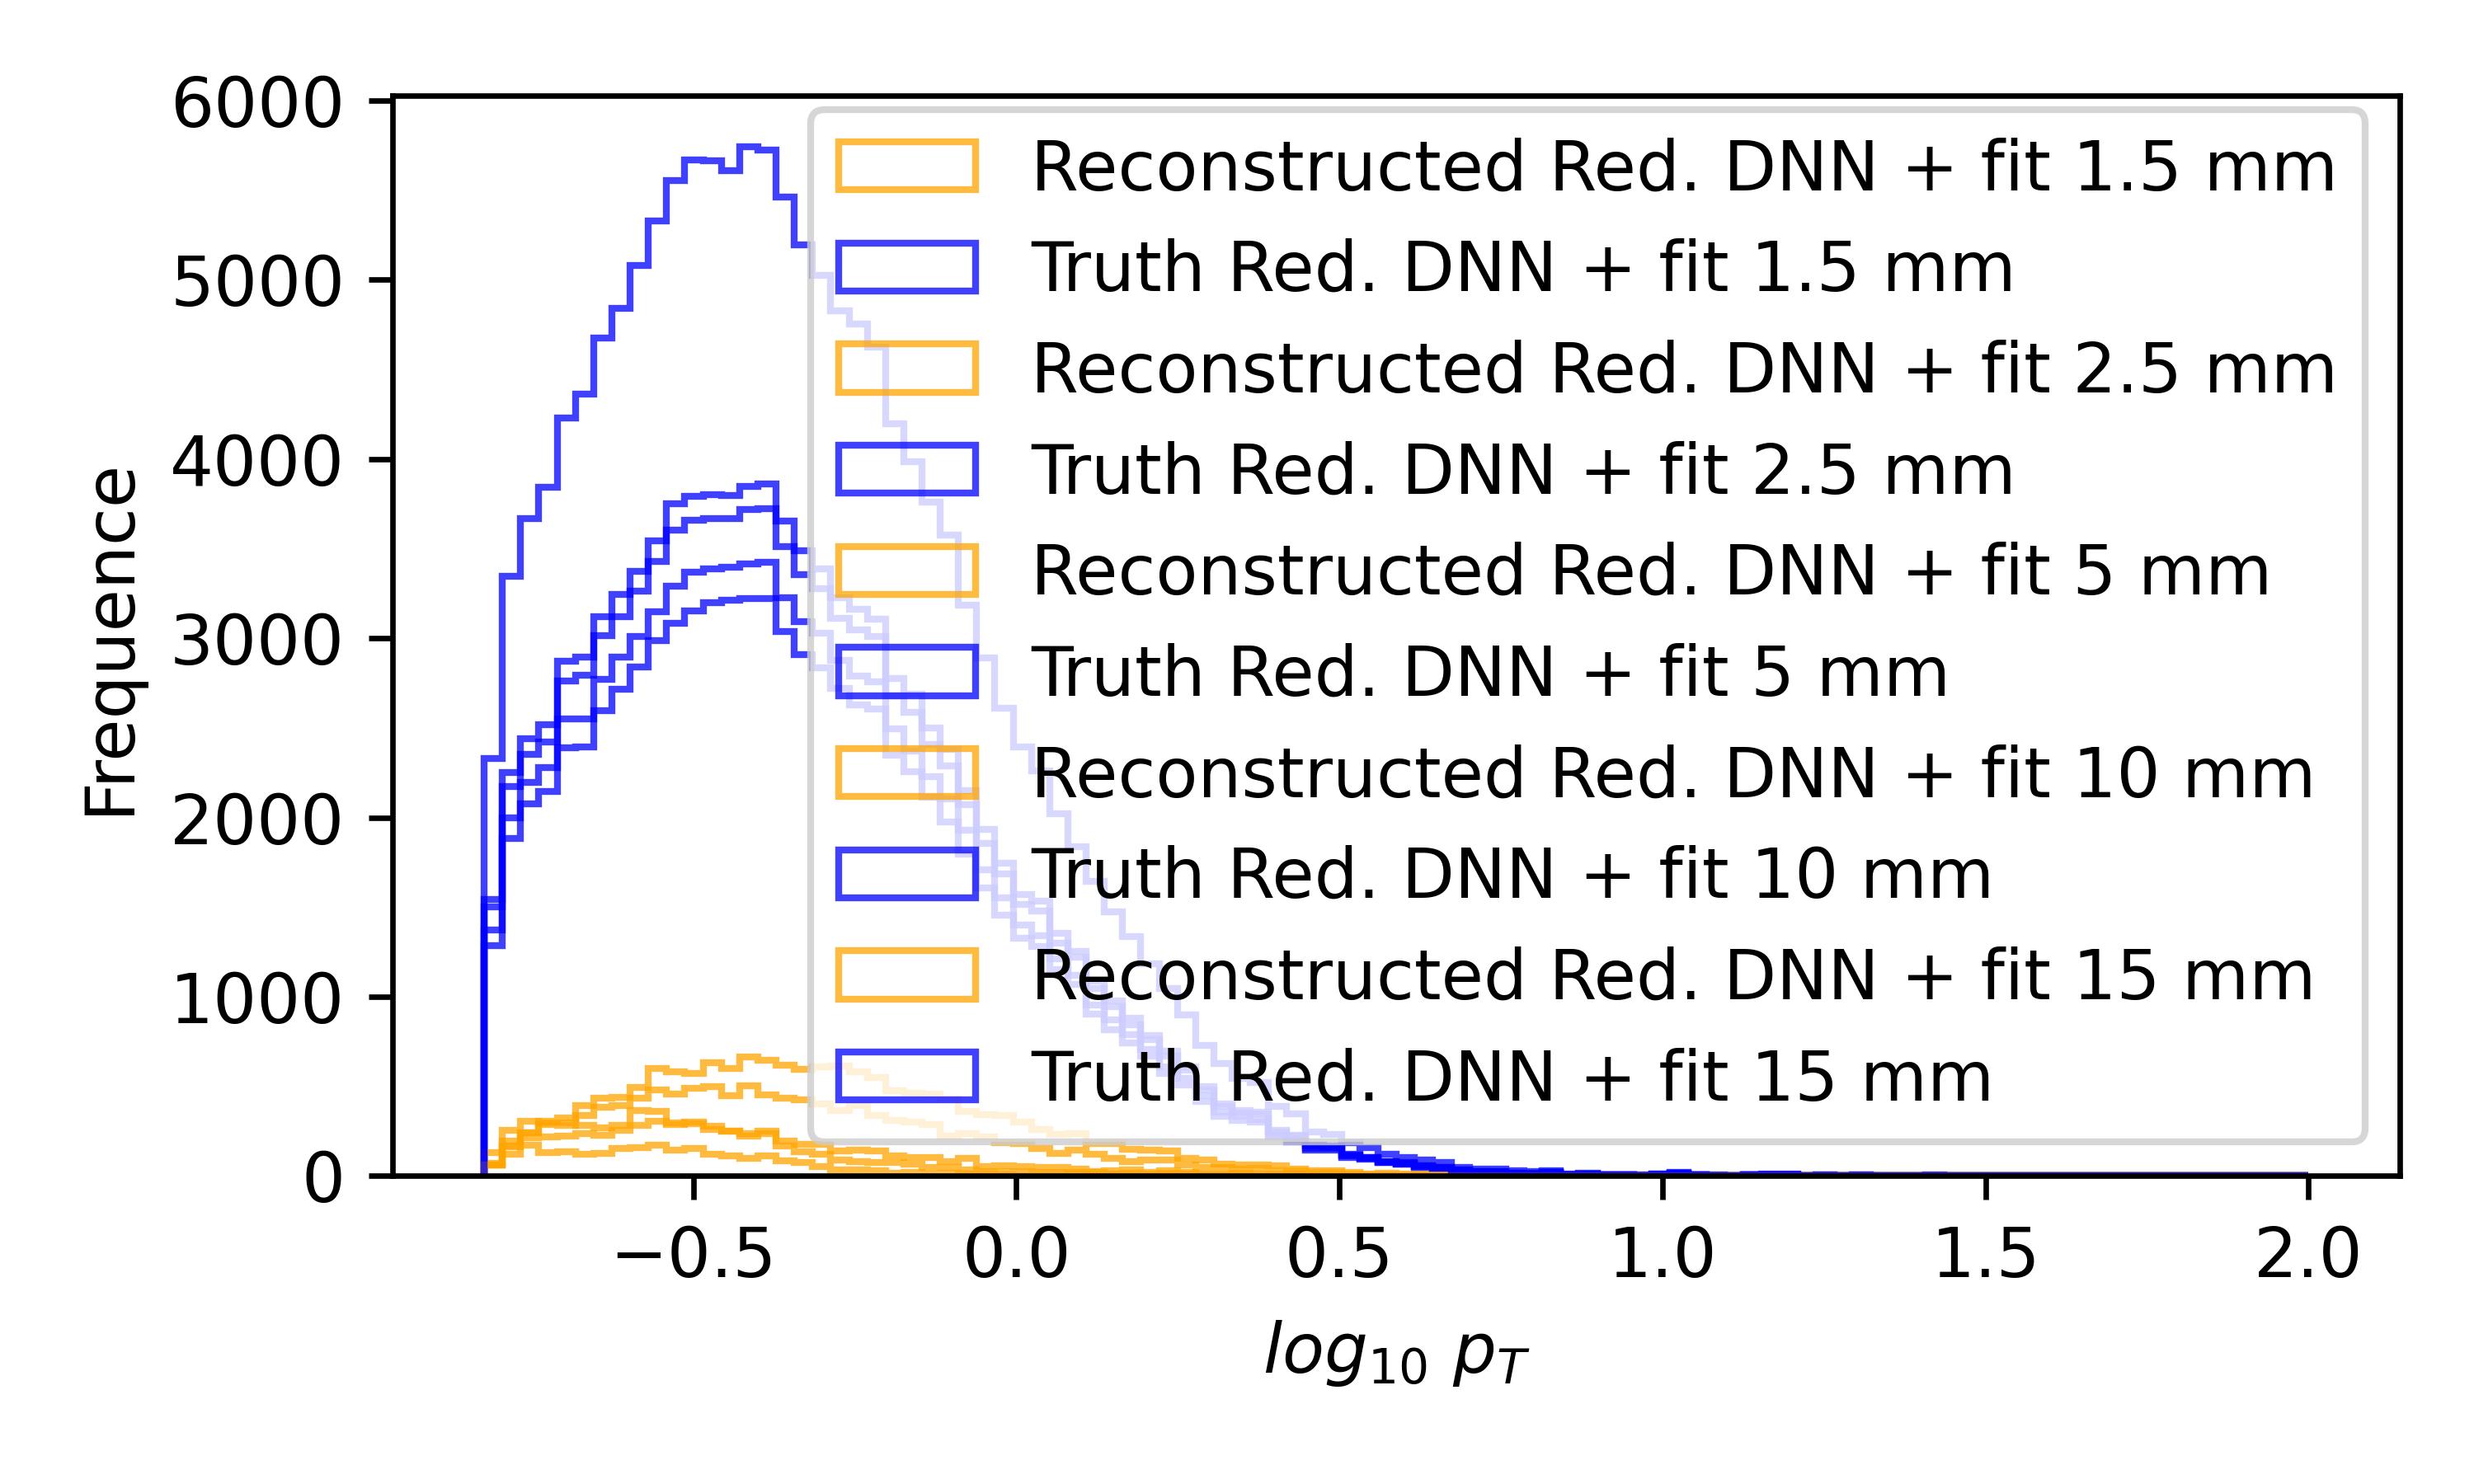 6000
5000
4000
3000
2000
1000
0
Frequence
Reconstructed Red. DNN + fit 1.5 mm
Truth Red. DNN + fit 1.5 mm
Reconstructed Red. DNN + fit 2.5 mm
Truth Red. DNN + fit 2.5 mm
Reconstructed Red. DNN + fit 5 mm
Truth Red. DNN + fit 5 mm
Reconstructed Red. DNN + fit 10 mm
Truth Red. DNN + fit 10 mm
Reconstructed Red. DNN + fit 15 mm
Truth Red. DNN + fit 15 mm
−0.5 0.0 0.5 1.0 1.5 2.0
log₁₀ p_T